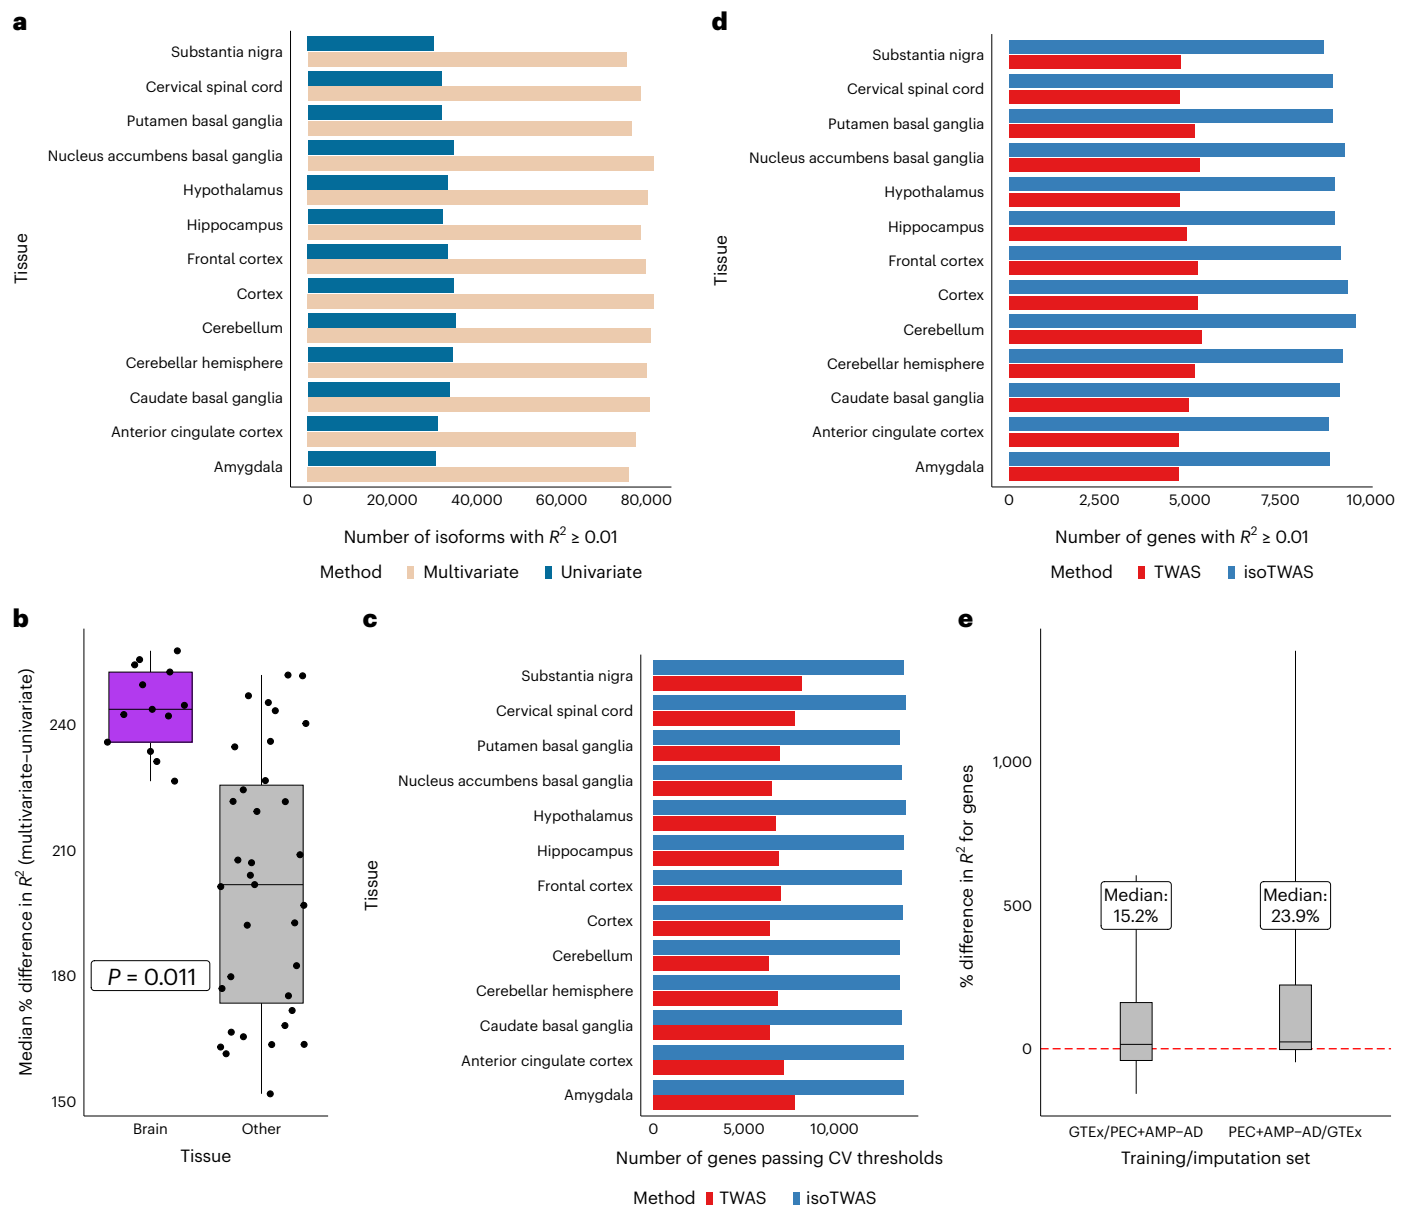 a
Tissue
Substantia nigra
Cervical spinal cord
Putamen basal ganglia
Nucleus accumbens basal ganglia
Hypothalamus
Hippocampus
Frontal cortex
Cortex
Cerebellum
Cerebellar hemisphere
Caudate basal ganglia
Anterior cingulate cortex
Amygdala
0 20,000 40,000 60,000 80,000
Number of isoforms with R² ≥ 0.01
Method Multivariate Univariate
d
Tissue
Substantia nigra
Cervical spinal cord
Putamen basal ganglia
Nucleus accumbens basal ganglia
Hypothalamus
Hippocampus
Frontal cortex
Cortex
Cerebellum
Cerebellar hemisphere
Caudate basal ganglia
Anterior cingulate cortex
Amygdala
0 2,500 5,000 7,500 10,000
Number of genes with R² ≥ 0.01
Method TWAS isoTWAS
b
Median % difference in R² (multivariate–univariate)
240
210
180
150
P = 0.011
Brain Other
Tissue
c
Tissue
Substantia nigra
Cervical spinal cord
Putamen basal ganglia
Nucleus accumbens basal ganglia
Hypothalamus
Hippocampus
Frontal cortex
Cortex
Cerebellum
Cerebellar hemisphere
Caudate basal ganglia
Anterior cingulate cortex
Amygdala
0 5,000 10,000
Number of genes passing CV thresholds
Method TWAS isoTWAS
e
% difference in R² for genes
1,000
500
0
Median:
15.2%
Median:
23.9%
GTEx/PEC+AMP–AD PEC+AMP–AD/GTEx
Training/imputation set